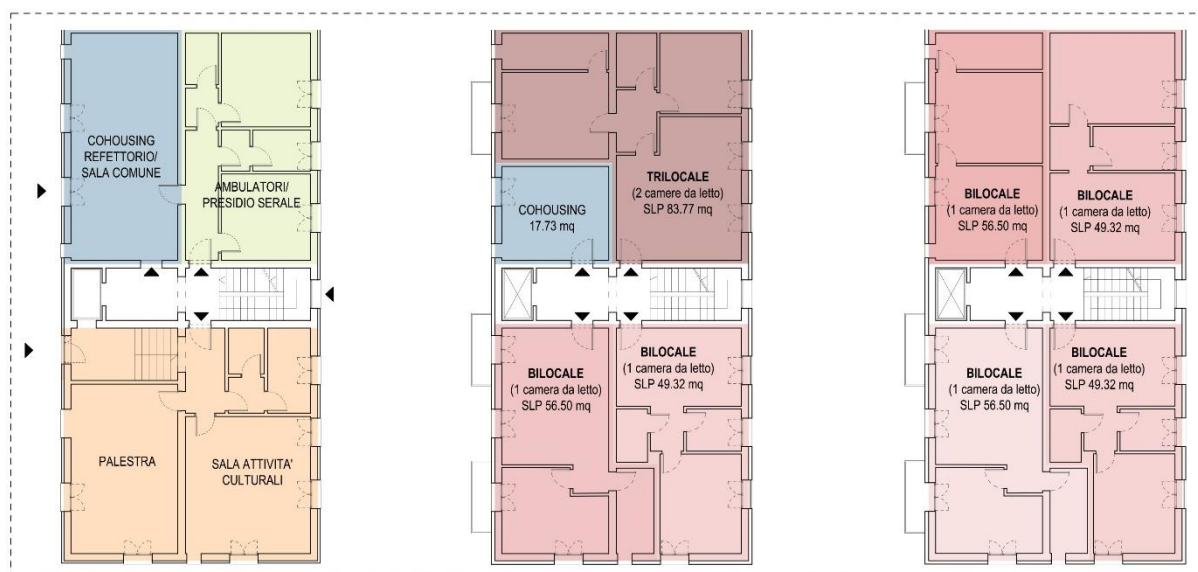 COHOUSING
REFETTORIO/
SALA COMUNE
AMBULATORI/
PRESIDIO SERALE
PALESTRA
SALA ATTIVITA'
CULTURALI
TRILOCALE
(2 camere da letto)
SLP 83.77 mq
COHOUSING
17.73 mq
BILOCALE
(1 camera da letto)
SLP 56.50 mq
BILOCALE
(1 camera da letto)
SLP 49.32 mq
BILOCALE
(1 camera da letto)
SLP 56.50 mq
BILOCALE
(1 camera da letto)
SLP 49.32 mq
BILOCALE
(1 camera da letto)
SLP 56.50 mq
BILOCALE
(1 camera da letto)
SLP 49.32 mq